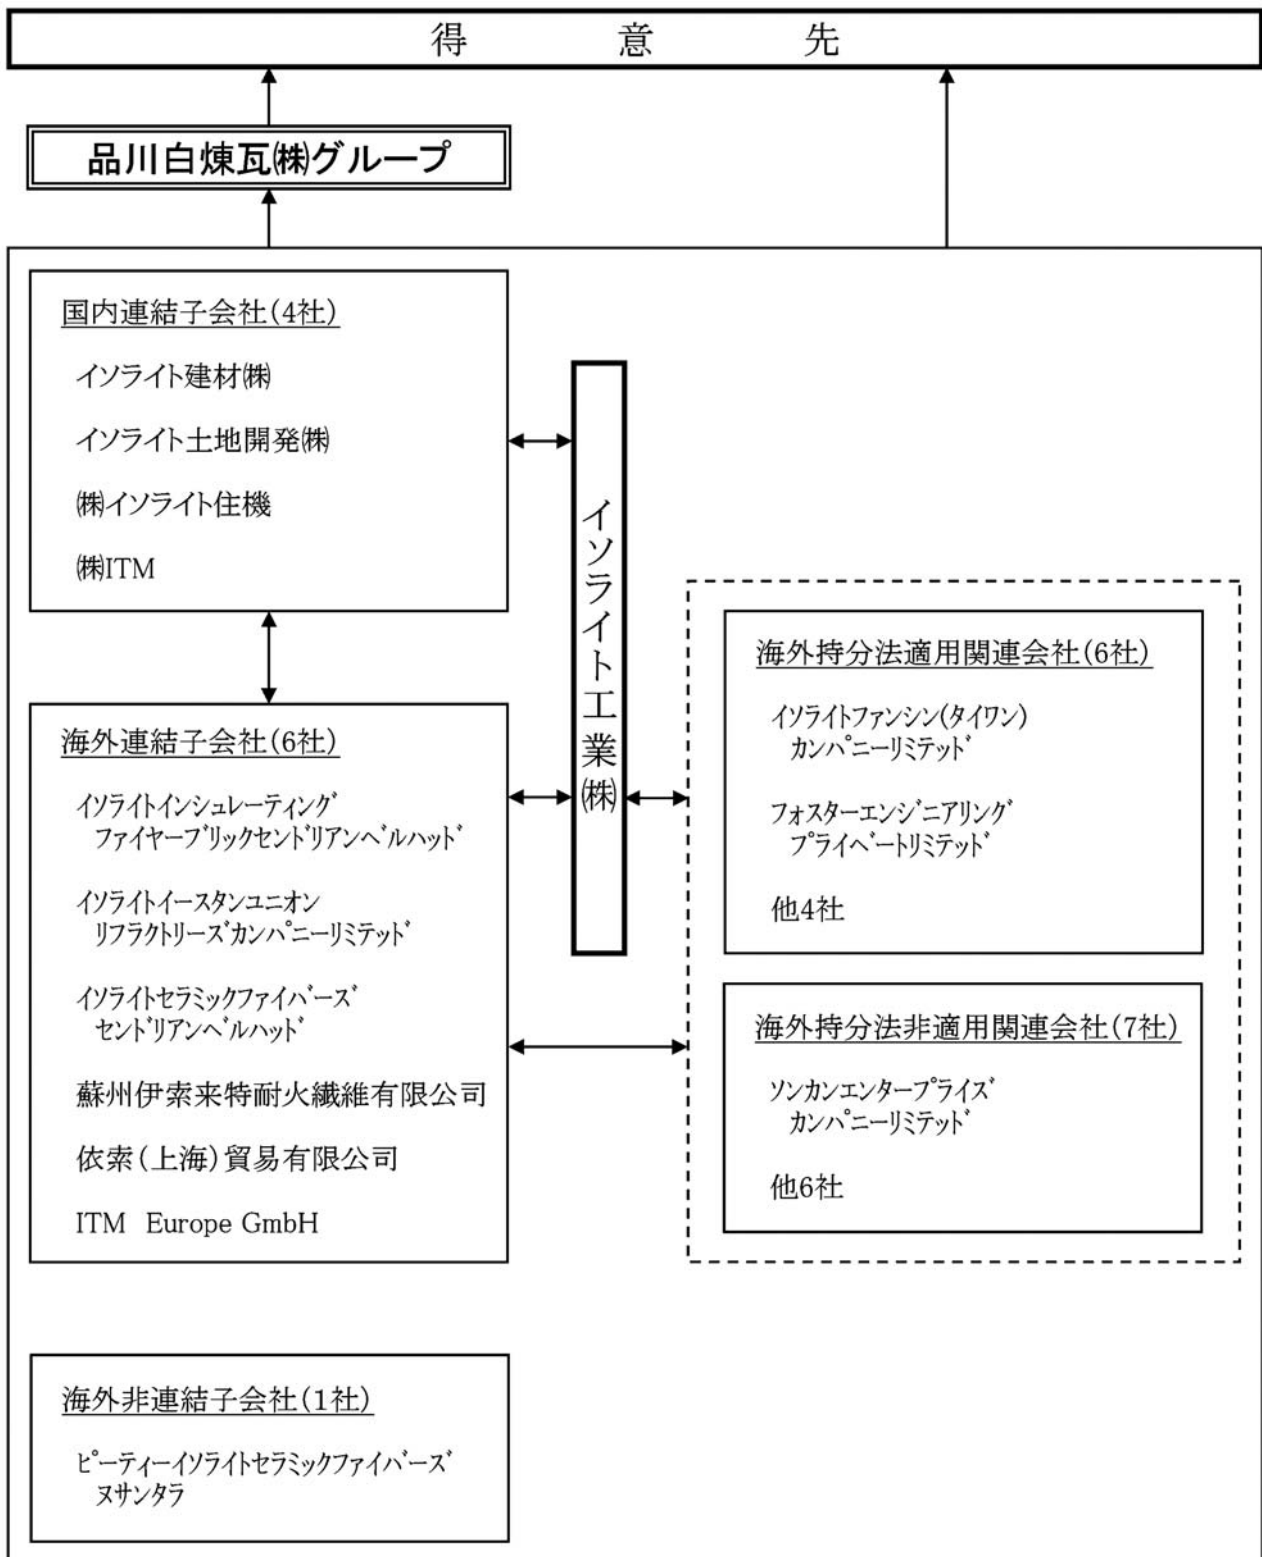 得意先
品川白煉瓦㈱グループ
国内連結子会社(4社)
イソライト建材㈱
イソライト土地開発㈱
㈱イソライト住機
㈱ITM
イソライト工業㈱
海外連結子会社(6社)
イソライトインシュレーティング
ファイヤーブリックセンドリアンベルハッド
イソライトイースタンユニオン
リフラクトリーズカンパニーリミテッド
イソライトセラミックファイバーズ
センドリアンベルハッド
蘇州伊索来特耐火繊維有限公司
依索(上海)貿易有限公司
ITM Europe GmbH
海外持分法適用関連会社(6社)
イソライトファンシン(タイワン)
カンパニーリミテッド
フォスターエンジニアリング
プライベートリミテッド
他4社
海外持分法非適用関連会社(7社)
ソンカンエンタープライズ
カンパニーリミテッド
他6社
海外非連結子会社(1社)
ピーティーイソライトセラミックファイバーズ
ヌサンタラ